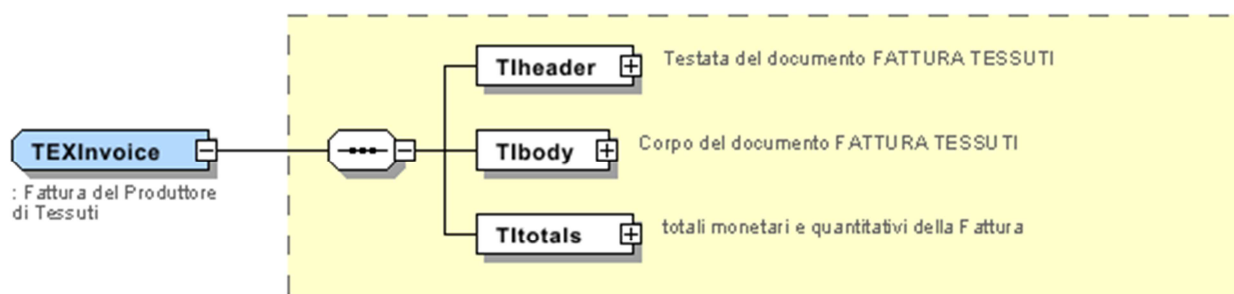 TIheader
Testata del documento FATTURA TESSUTI
TEXInvoice
: Fattura del Produttore
di Tessuti
TIbody
Corpo del documento FATTURA TESSUTI
TItotals
totali monetari e quantitativi della Fattura